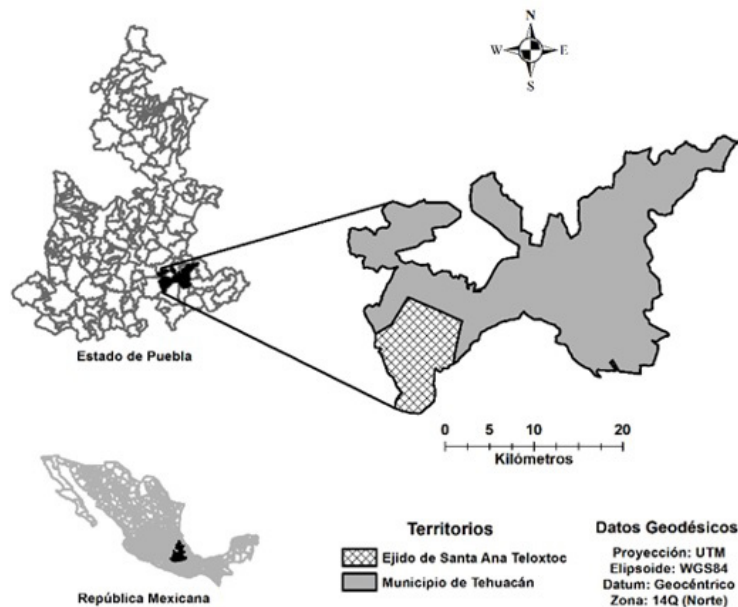 N
W E
S
Estado de Puebla
0 5 10 20
Kilómetros
República Mexicana
Territorios
Ejido de Santa Ana Teloxtoc
Municipio de Tehuacán
Datos Geodésicos
Proyección: UTM
Elipsoide: WGS84
Datum: Geocéntrico
Zona: 14Q (Norte)